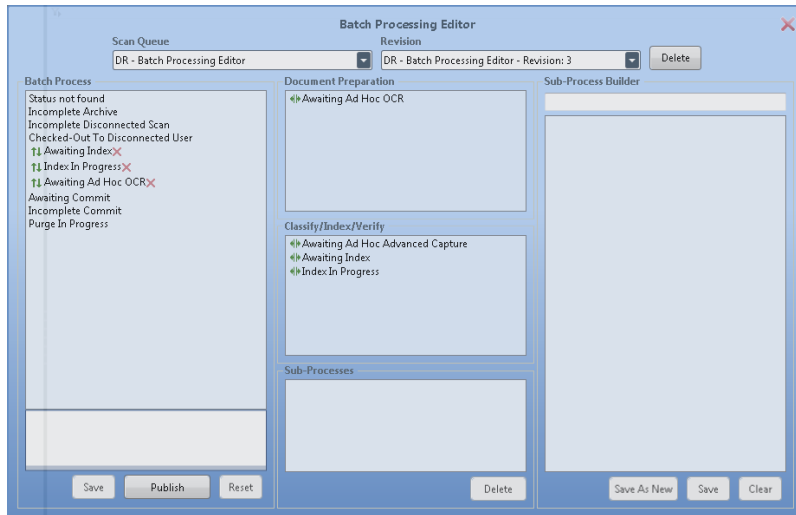 Batch Processing Editor
Scan Queue
Revision
DR - Batch Processing Editor
DR - Batch Processing Editor - Revision: 3
Delete
Batch Process
Status not found
Incomplete Archive
Incomplete Disconnected Scan
Checked-Out To Disconnected User
Awaiting Index
Index In Progress
Awaiting Ad Hoc OCR
Awaiting Commit
Incomplete Commit
Purge In Progress
Save
Publish
Reset
Document Preparation
Awaiting Ad Hoc OCR
Classify/Index/Verify
Awaiting Ad Hoc Advanced Capture
Awaiting Index
Index In Progress
Sub-Processes
Delete
Sub-Process Builder
Save As New
Save
Clear